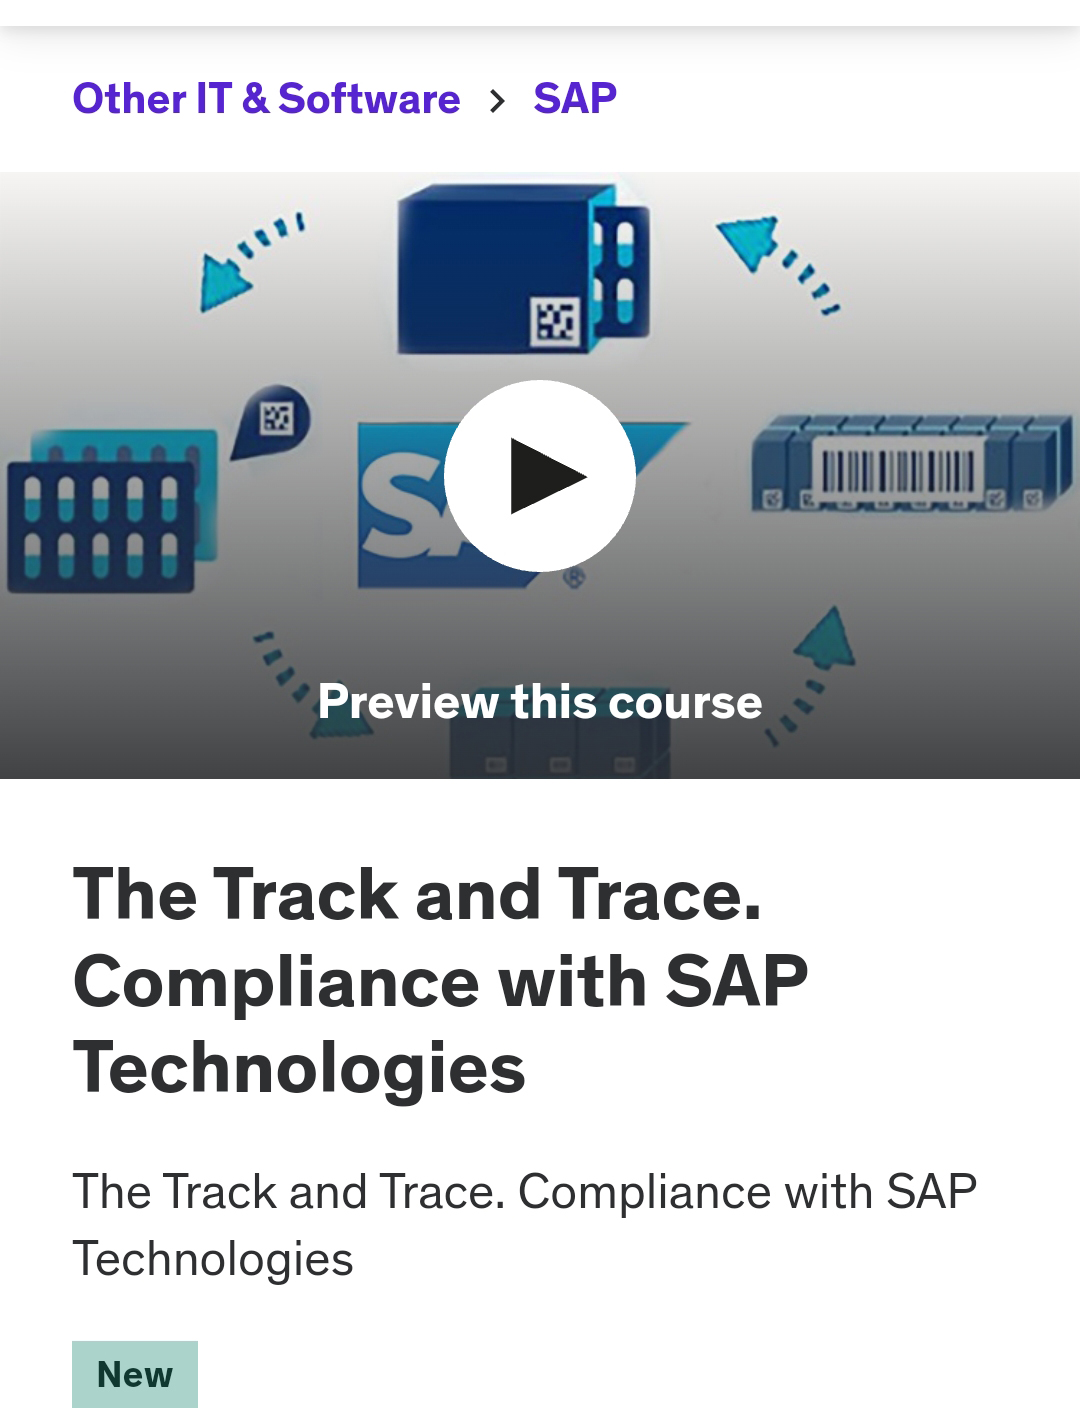 Other IT & Software > SAP
SA
®
Preview this course
The Track and Trace.
Compliance with SAP
Technologies
The Track and Trace. Compliance with SAP
Technologies
New